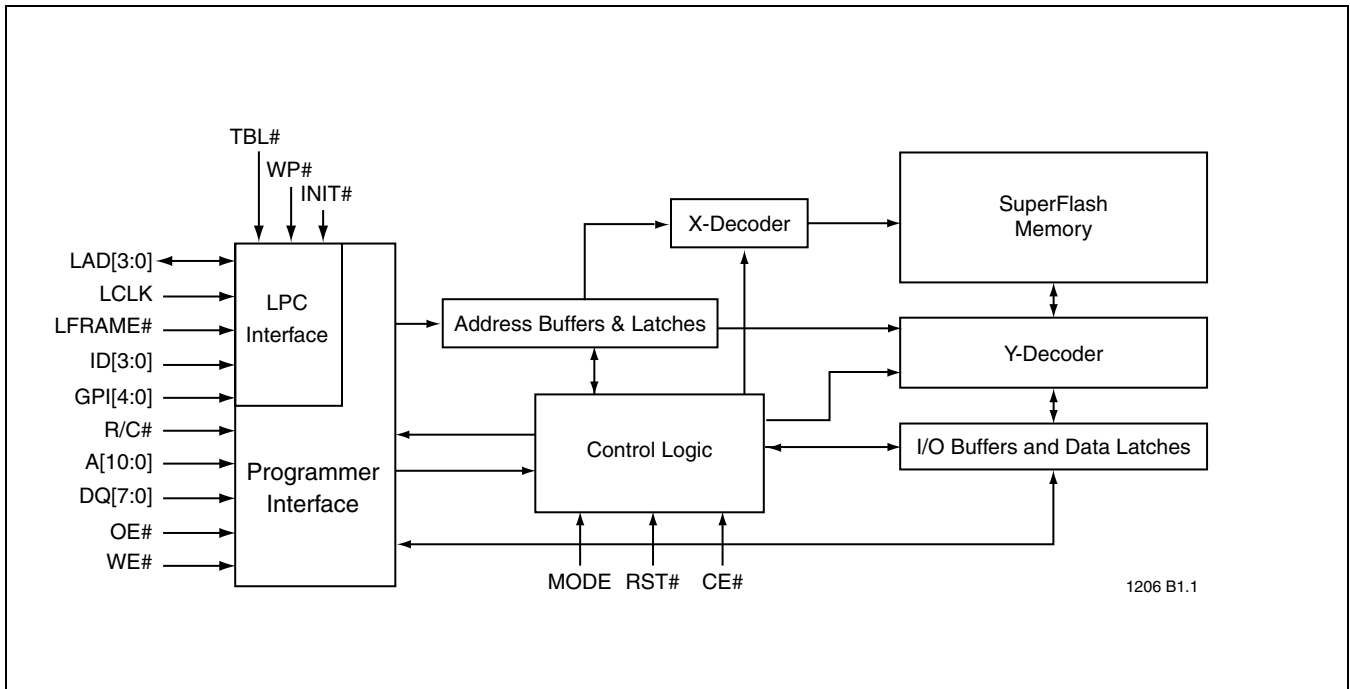 TBL#
WP#
INIT#
LAD[3:0]
LCLK
LFRAME#
ID[3:0]
GPI[4:0]
R/C#
A[10:0]
DQ[7:0]
OE#
WE#
LPC
Interface
Programmer
Interface
Address Buffers & Latches
X-Decoder
Control Logic
MODE RST# CE#
SuperFlash
Memory
Y-Decoder
I/O Buffers and Data Latches
1206 B1.1